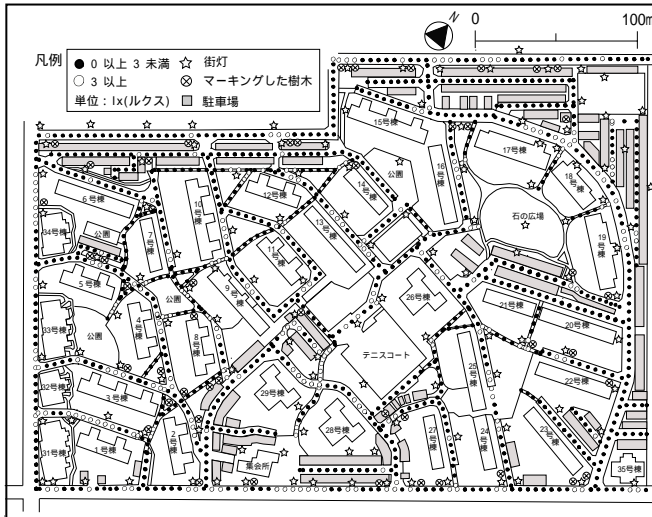 N
0 100m
凡例
● 0 以上 3 未満 ☆ 街灯
○ 3 以上 ⊗ マーキングした樹木
単位：lx(ルクス) 駐車場
15号棟
16号棟
17号棟
18号棟
19号棟
公園
石の広場
14号棟
13号棟
12号棟
10号棟
6号棟
公園
7号棟
34号棟
11号棟
5号棟
公園
9号棟
26号棟
21号棟
20号棟
33号棟
公園
4号棟
8号棟
テニスコート
25号棟
22号棟
32号棟
3号棟
29号棟
28号棟
31号棟
1号棟
2号棟
集会所
27号棟
24号棟
23号棟
35号棟